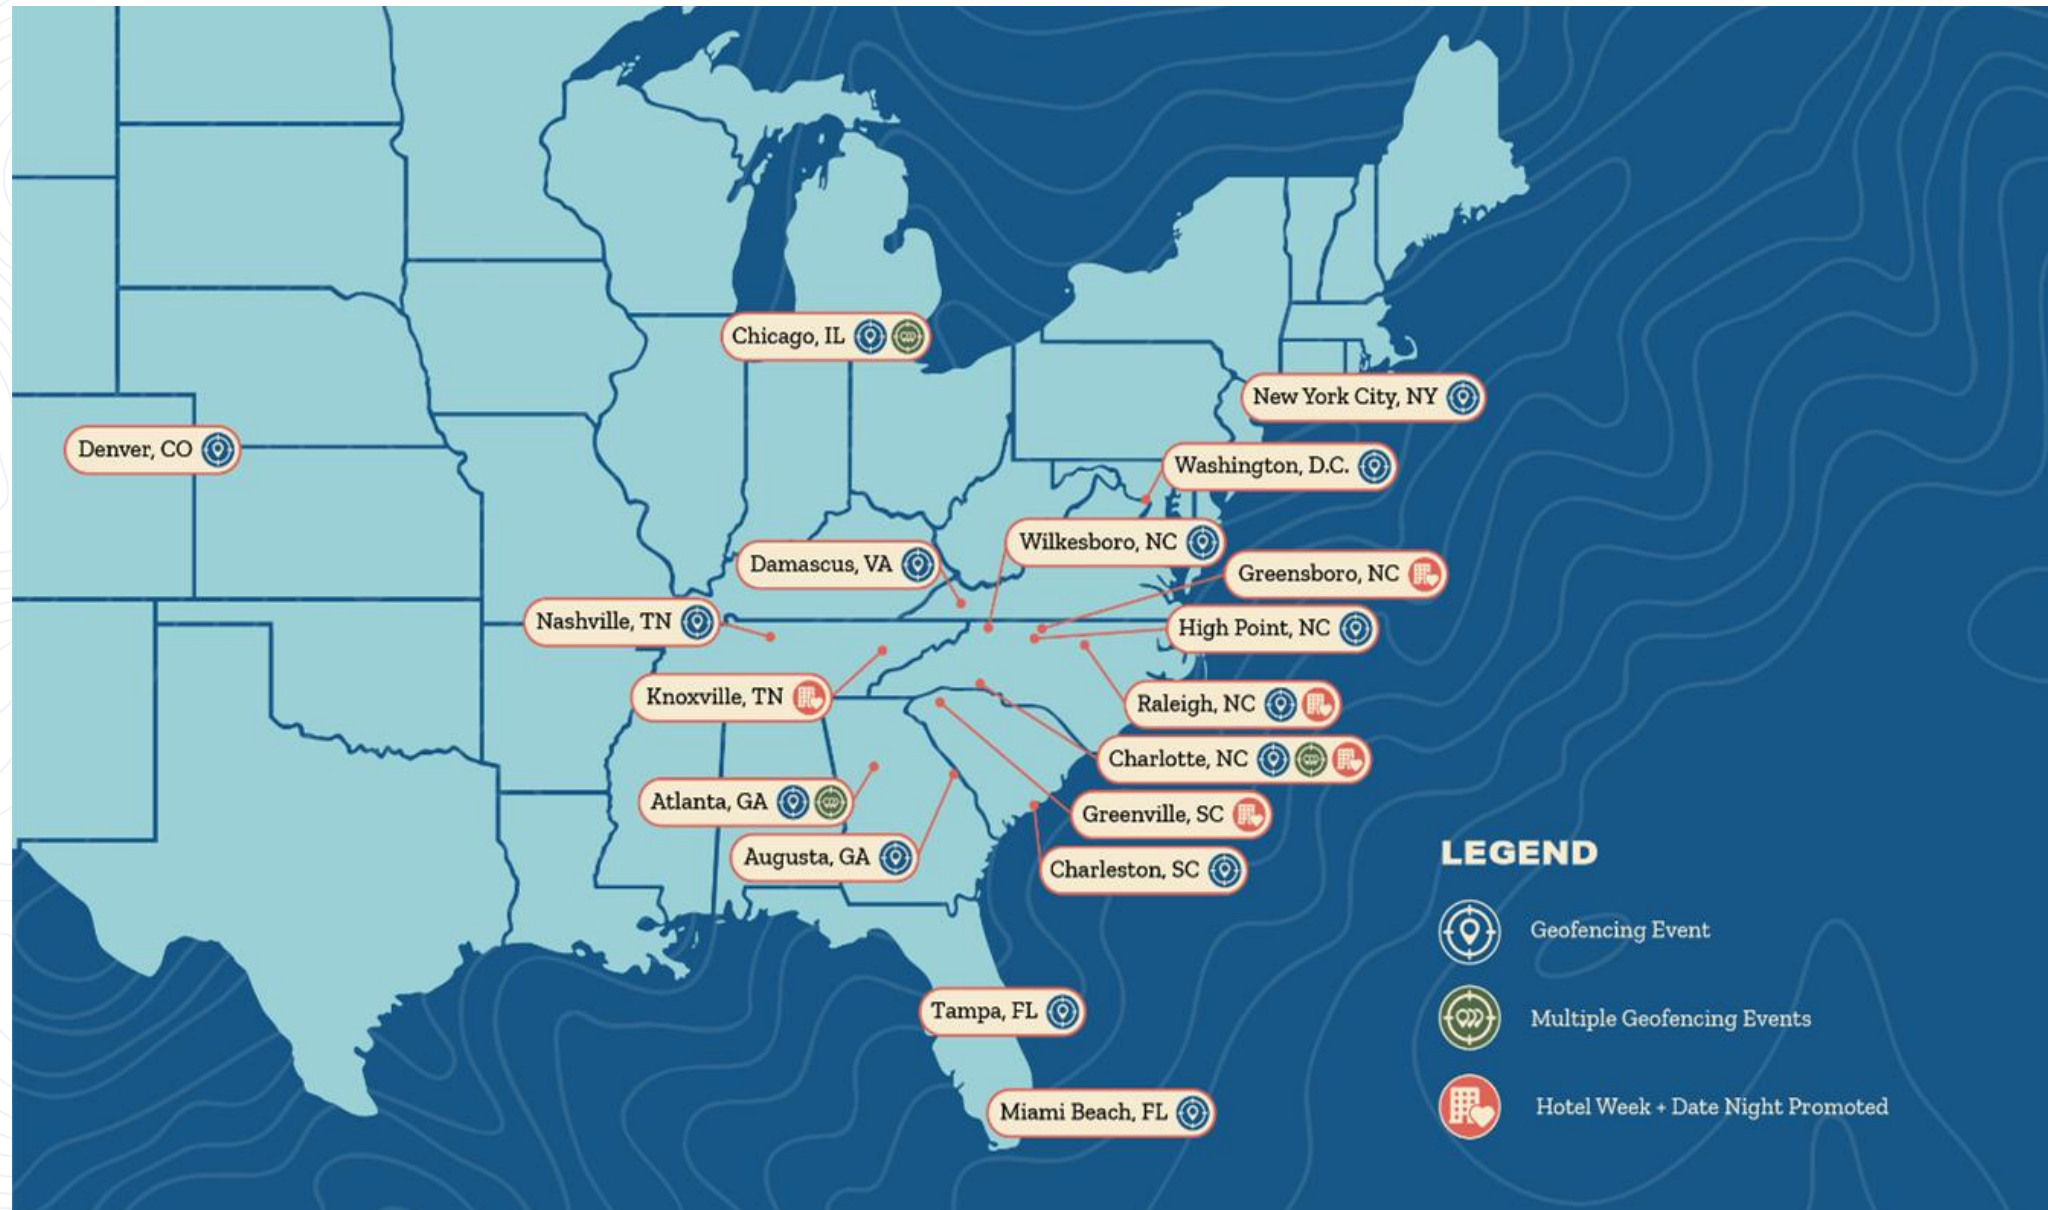 Chicago, IL
New York City, NY
Denver, CO
Washington, D.C.
Wilkesboro, NC
Damascus, VA
Greensboro, NC
Nashville, TN
High Point, NC
Knoxville, TN
Raleigh, NC
Charlotte, NC
Atlanta, GA
Greenville, SC
Augusta, GA
Charleston, SC
Tampa, FL
Miami Beach, FL
LEGEND
Geofencing Event
Multiple Geofencing Events
Hotel Week + Date Night Promoted